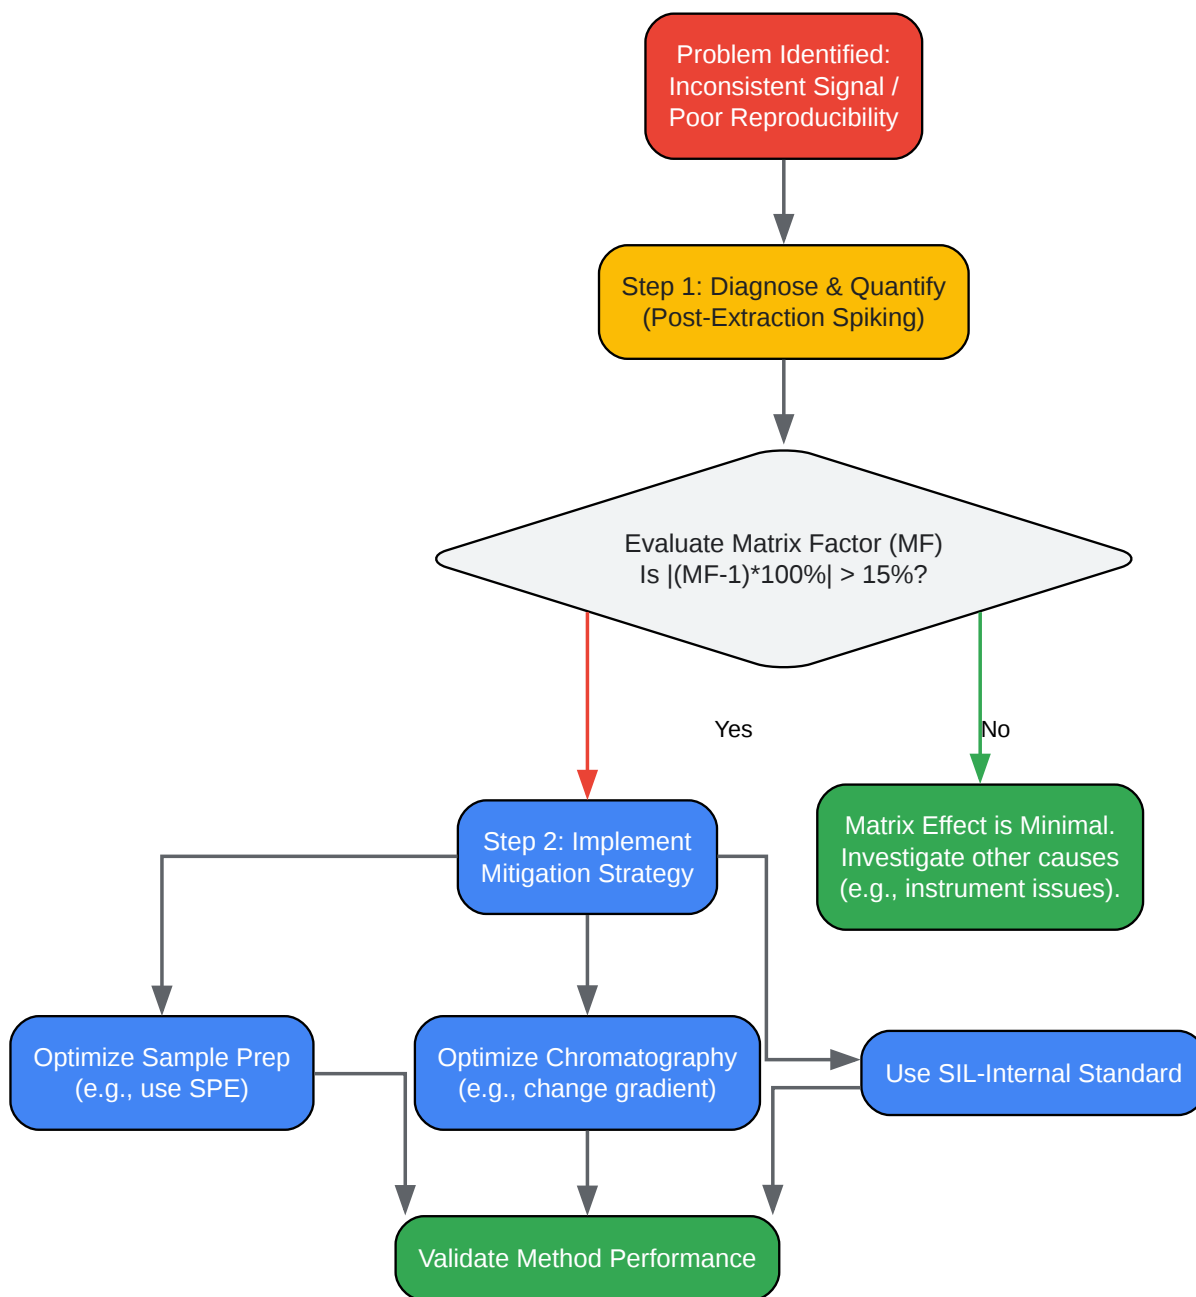 Problem Identified:
Inconsistent Signal /
Poor Reproducibility
Step 1: Diagnose & Quantify
(Post-Extraction Spiking)
Evaluate Matrix Factor (MF)
Is |(MF-1)*100%| > 15%?
Yes
No
Step 2: Implement
Mitigation Strategy
Matrix Effect is Minimal.
Investigate other causes
(e.g., instrument issues).
Optimize Sample Prep
(e.g., use SPE)
Optimize Chromatography
(e.g., change gradient)
Use SIL-Internal Standard
Validate Method Performance